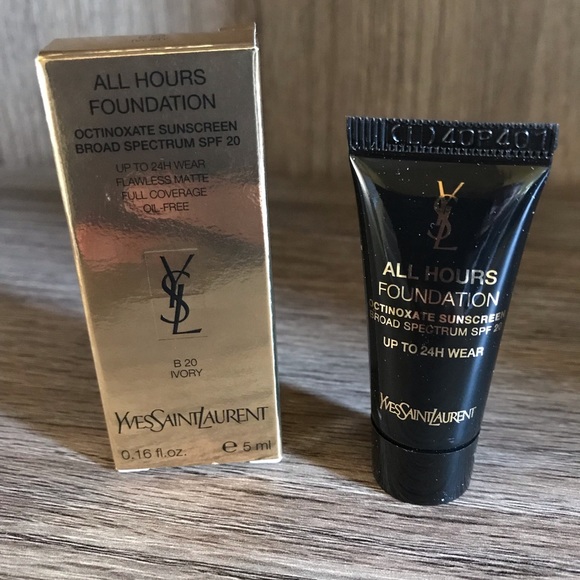 ALL HOURS
FOUNDATION
OCTINOXATE SUNSCREEN
BROAD SPECTRUM SPF 20
UP TO 24H WEAR
FLAWLESS MATTE
FULL COVERAGE
OIL-FREE
YSL
B 20
IVORY
YVESSAINTLAURENT
0.16 fl.oz. e 5 ml
(T) 40P401
YSL
ALL HOURS
FOUNDATION
OCTINOXATE SUNSCREEN
BROAD SPECTRUM SPF 20
UP TO 24H WEAR
YVESSAINTLAURENT